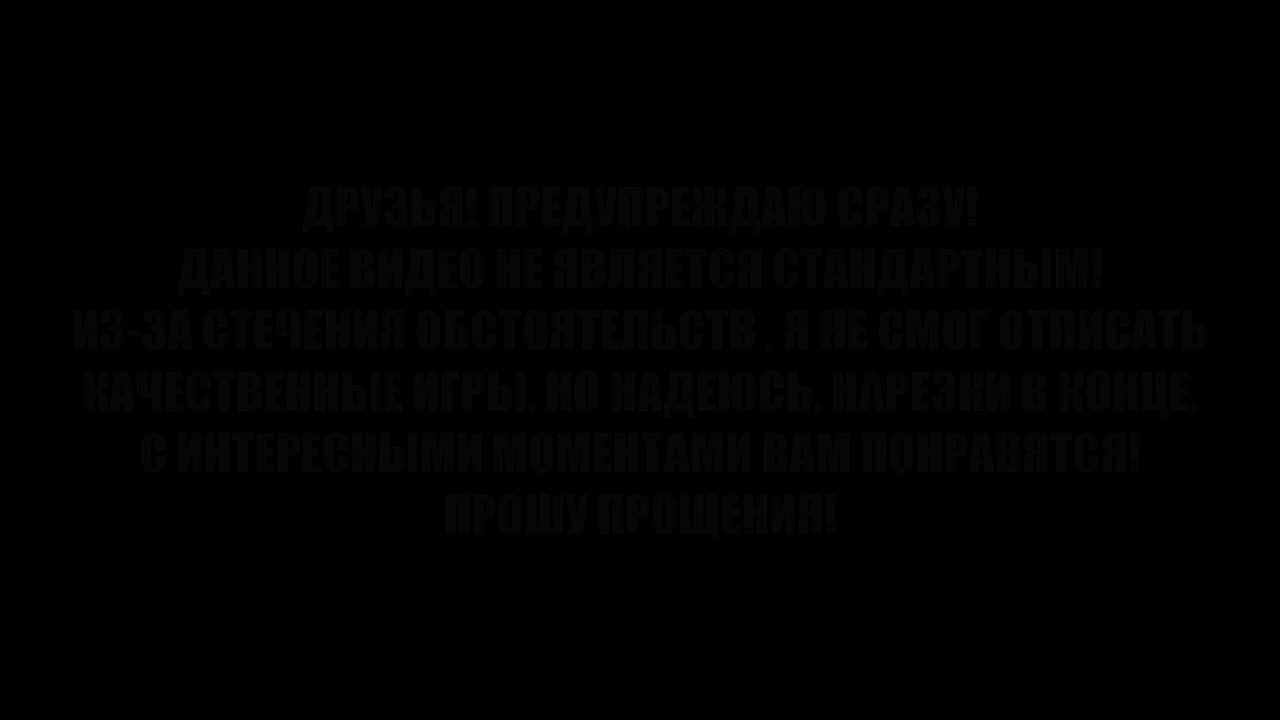 ДРУЗЬЯ! ПРЕДУПРЕЖДАЮ СРАЗУ!
ДАННОЕ ВИДЕО НЕ ЯВЛЯЕТСЯ СТАНДАРТНЫМ!
ИЗ-ЗА СТЕЧЕНИЯ ОБСТОЯТЕЛЬСТВ , Я НЕ СМОГ ОТПИСАТЬ
КАЧЕСТВЕННЫЕ ИГРЫ, НО НАДЕЮСЬ, НАРЕЗКИ В КОНЦЕ,
С ИНТЕРЕСНЫМИ МОМЕНТАМИ ВАМ ПОНРАВЯТСЯ!
ПРОШУ ПРОЩЕНИЯ!